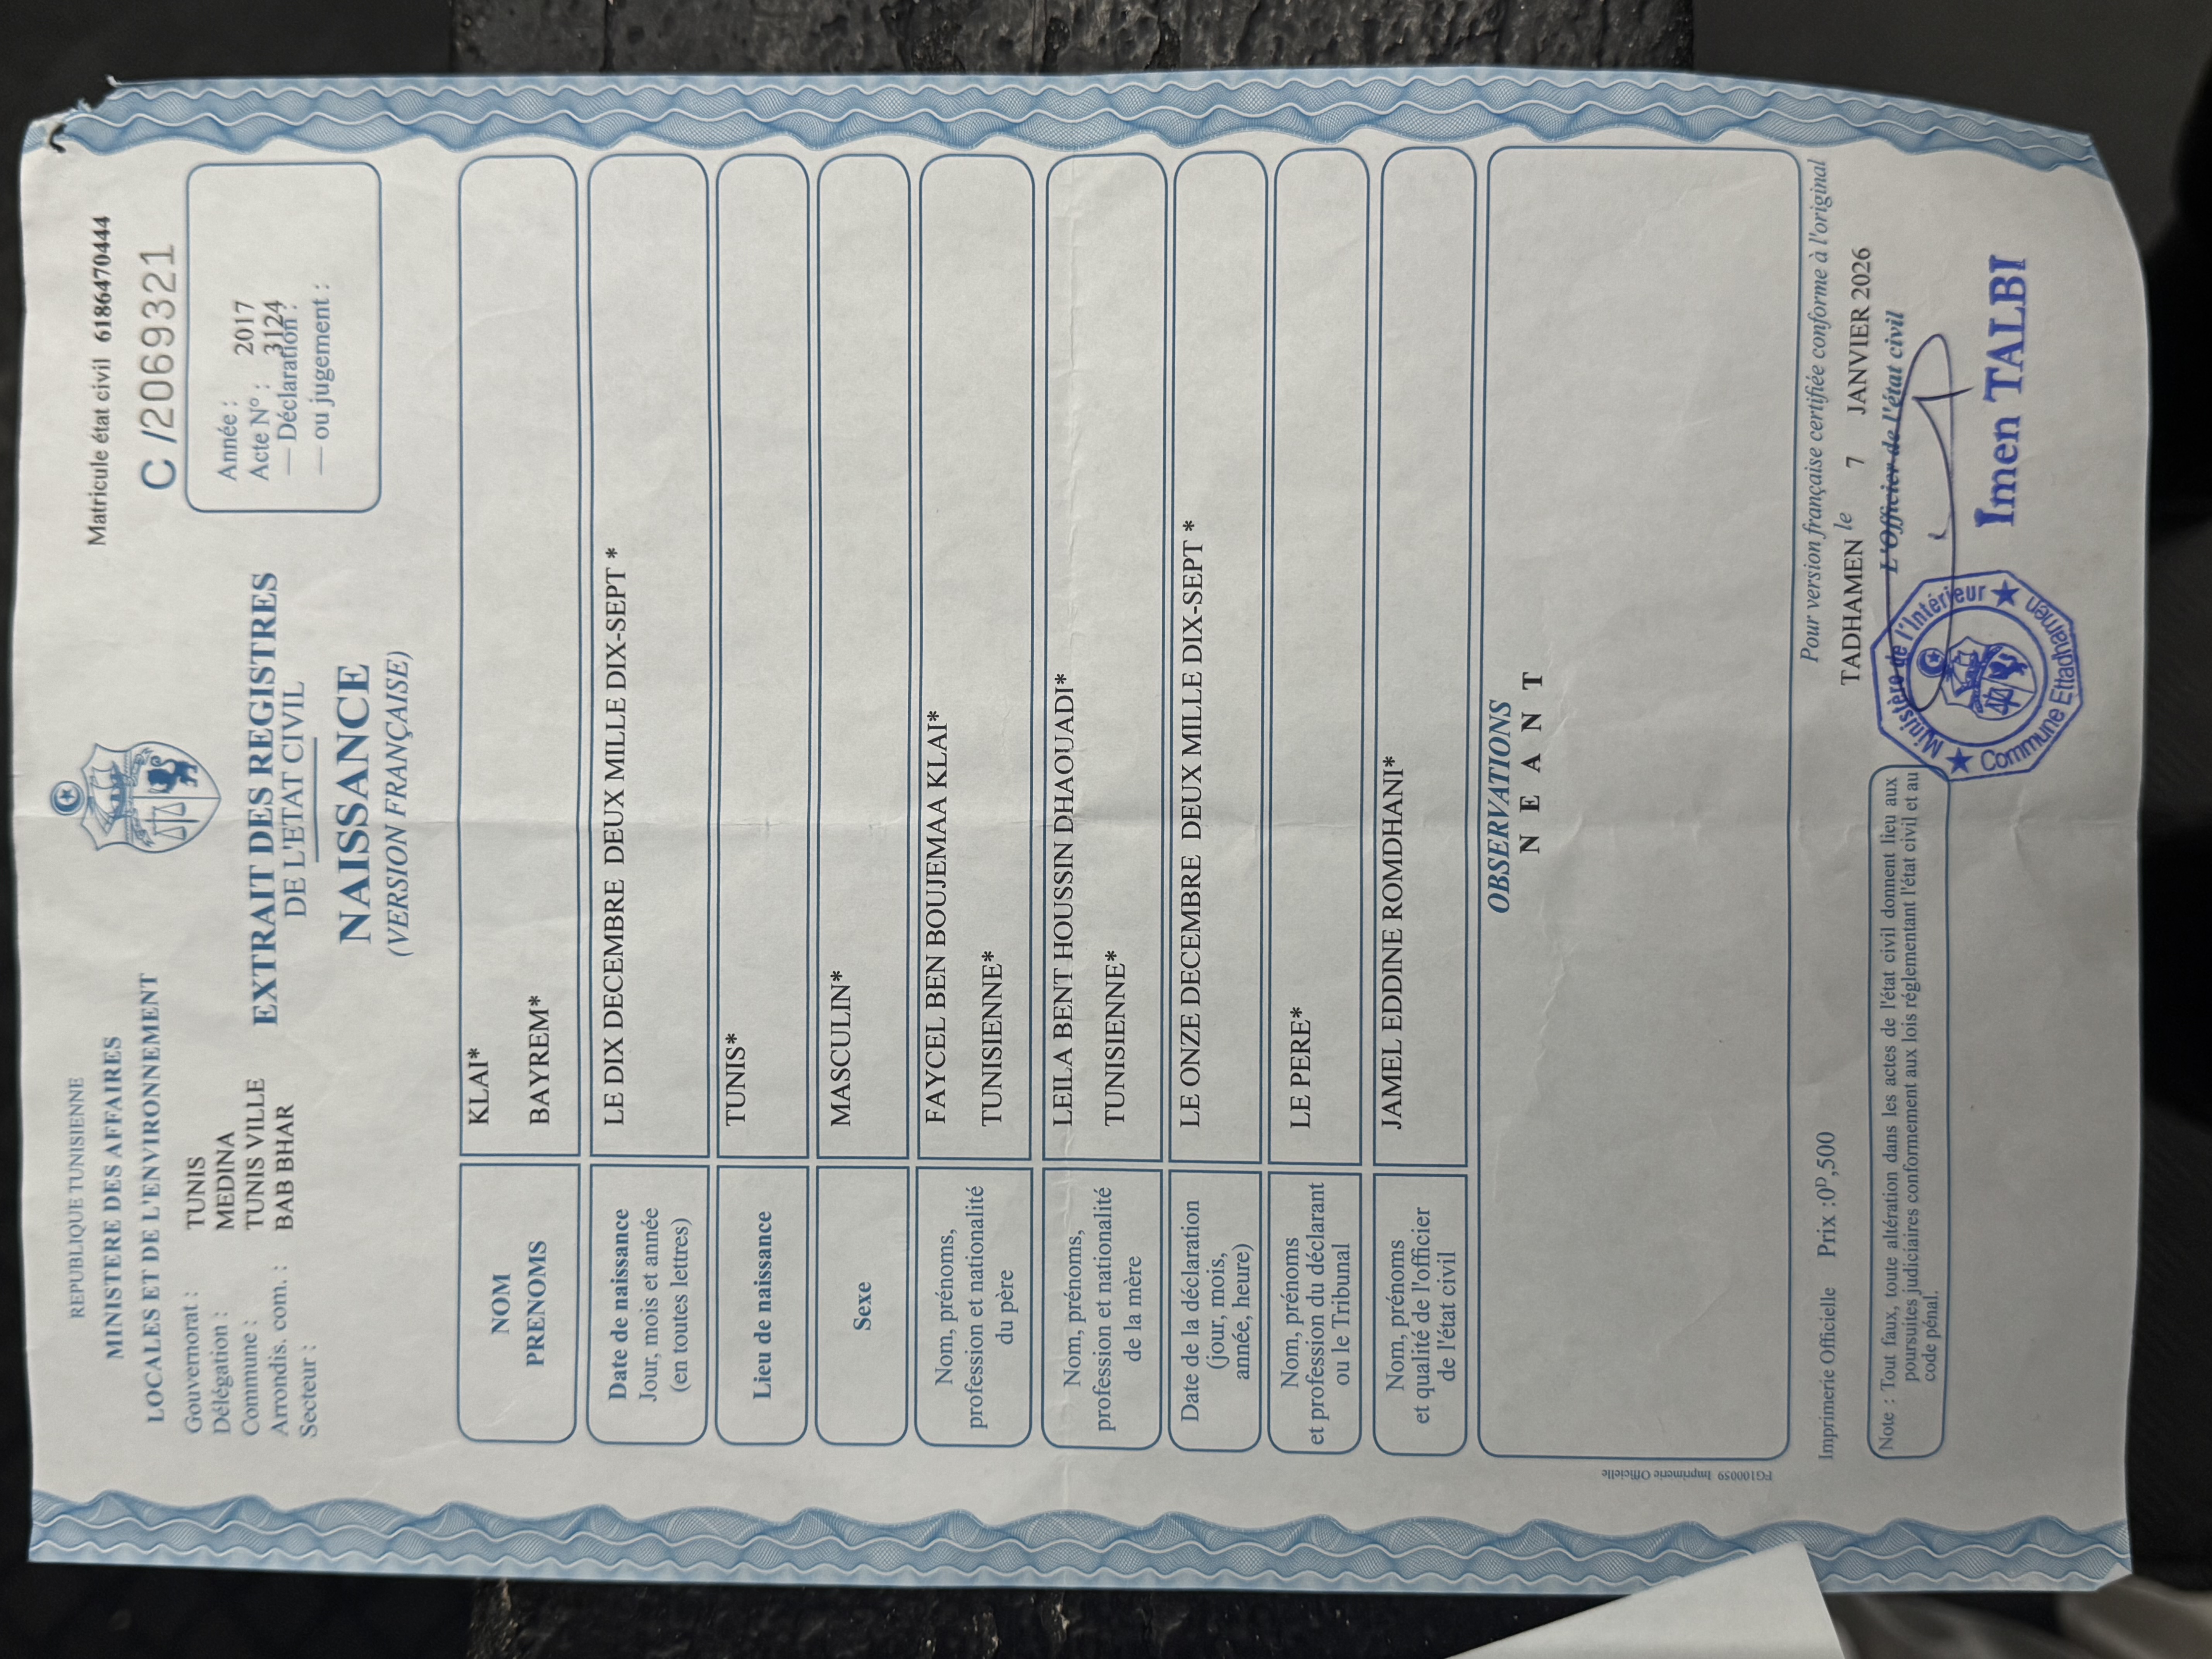 REPUBLIQUE TUNISIENNE
MINISTERE DES AFFAIRES
LOCALES ET DE L'ENVIRONNEMENT
Gouvernorat : TUNIS
Délégation : MEDINA
Commune : TUNIS VILLE
Arrondis. com. : BAB BHAR
Secteur :
EXTRAIT DES REGISTRES
DE L'ETAT CIVIL
NAISSANCE
(VERSION FRANÇAISE)
Matricule état civil 6186470444
C /2069321
Année : 2017
Acte N° : 3124
— Déclaration :
— ou jugement :
NOM
PRENOMS
KLAI*
BAYREM*
Date de naissance
Jour, mois et année
(en toutes lettres)
LE DIX DECEMBRE DEUX MILLE DIX-SEPT *
Lieu de naissance
TUNIS*
Sexe
MASCULIN*
Nom, prénoms,
profession et nationalité
du père
FAYCEL BEN BOUJEMAA KLAI*
TUNISIENNE*
Nom, prénoms,
profession et nationalité
de la mère
LEILA BENT HOUSSIN DHAOUADI*
TUNISIENNE*
Date de la déclaration
(jour, mois,
année, heure)
LE ONZE DECEMBRE DEUX MILLE DIX-SEPT *
Nom, prénoms
et profession du déclarant
ou le Tribunal
LE PERE*
Nom, prénoms
et qualité de l'officier
de l'état civil
JAMEL EDDINE ROMDHANI*
OBSERVATIONS
N E A N T
FG100059 Imprimerie Officielle
Imprimerie Officielle Prix :0ᴰ,500
Pour version française certifiée conforme à l'original
TADHAMEN le 7 JANVIER 2026
L'Officier de l'état civil
Note : Tout faux, toute altération dans les actes de l'état civil donnent lieu aux
poursuites judiciaires conformement aux lois réglementant l'état civil et au
code pénal.
Ministère de l'Intérieur
Commune Ettadhamen
Imen TALBI